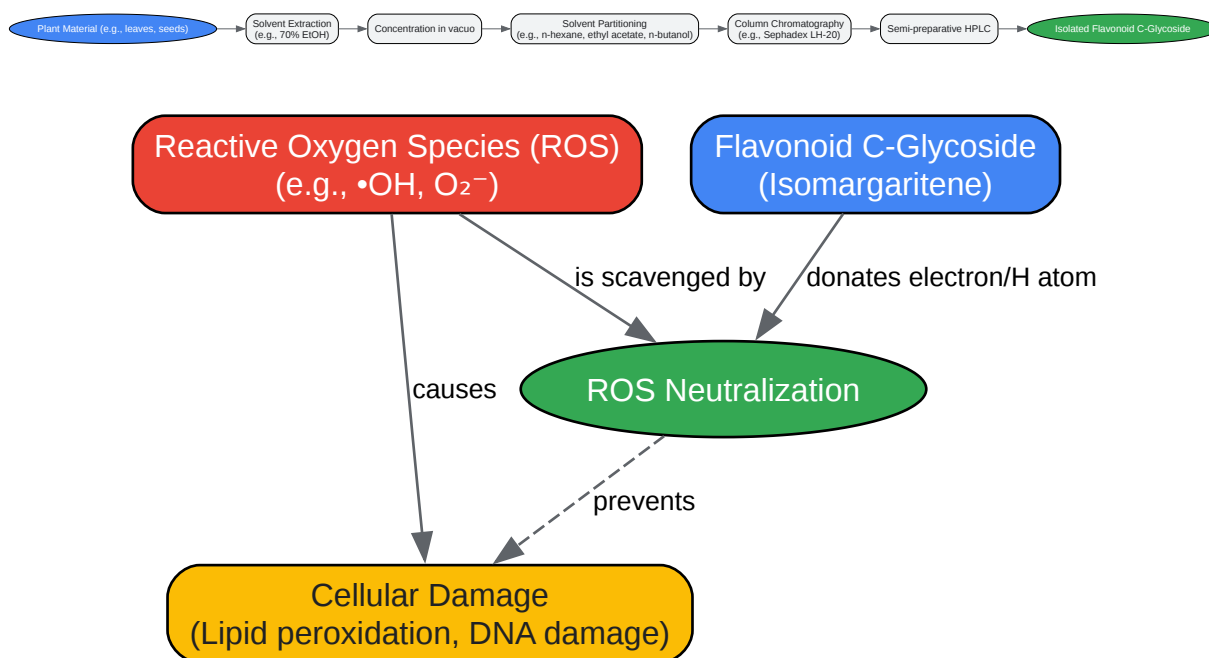 Plant Material (e.g., leaves, seeds)
Solvent Extraction
(e.g., 70% EtOH)
Concentration in vacuo
Solvent Partitioning
(e.g., n-hexane, ethyl acetate, n-butanol)
Column Chromatography
(e.g., Sephadex LH-20)
Semi-preparative HPLC
Isolated Flavonoid C-Glycoside
Reactive Oxygen Species (ROS)
(e.g., •OH, O₂⁻)
Flavonoid C-Glycoside
(Isomargaritene)
is scavenged by
donates electron/H atom
causes
ROS Neutralization
prevents
Cellular Damage
(Lipid peroxidation, DNA damage)